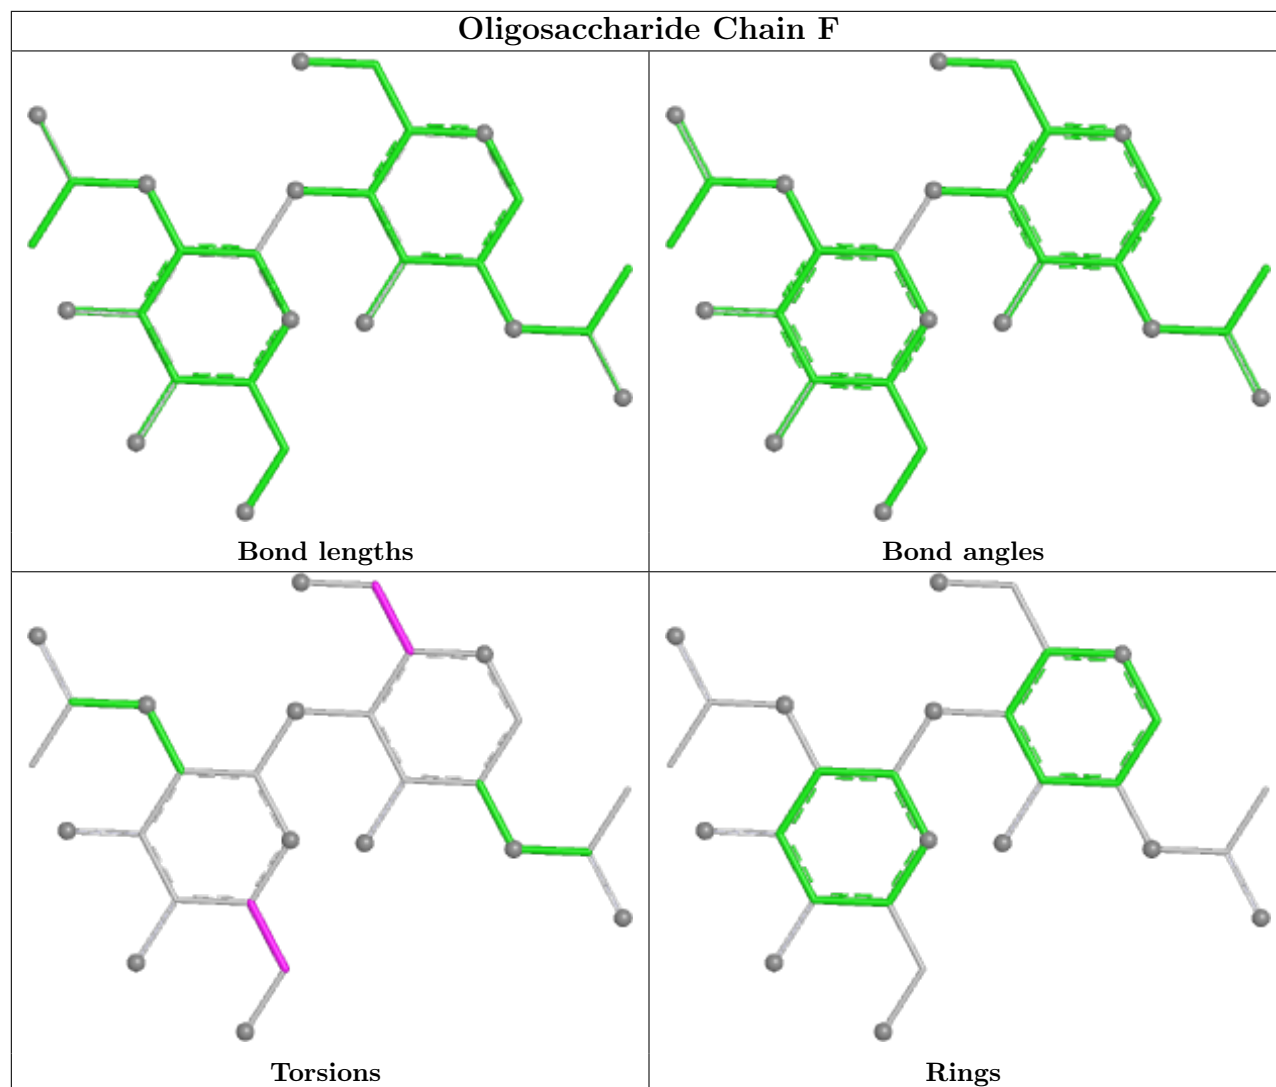 Oligosaccharide Chain F
Bond lengths
Bond angles
Torsions
Rings